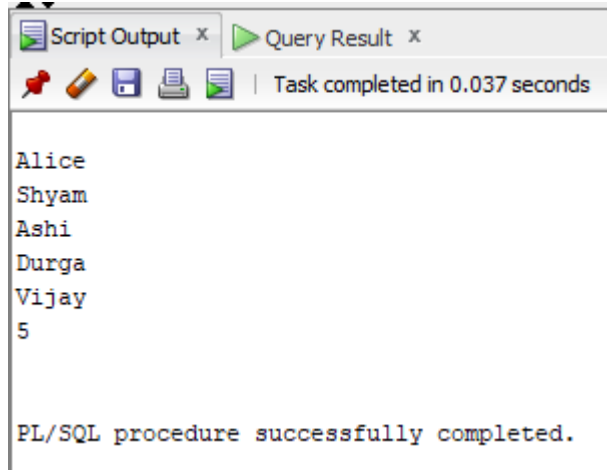 Script Output x Query Result x
Task completed in 0.037 seconds
Alice
Shyam
Ashi
Durga
Vijay
5
PL/SQL procedure successfully completed.